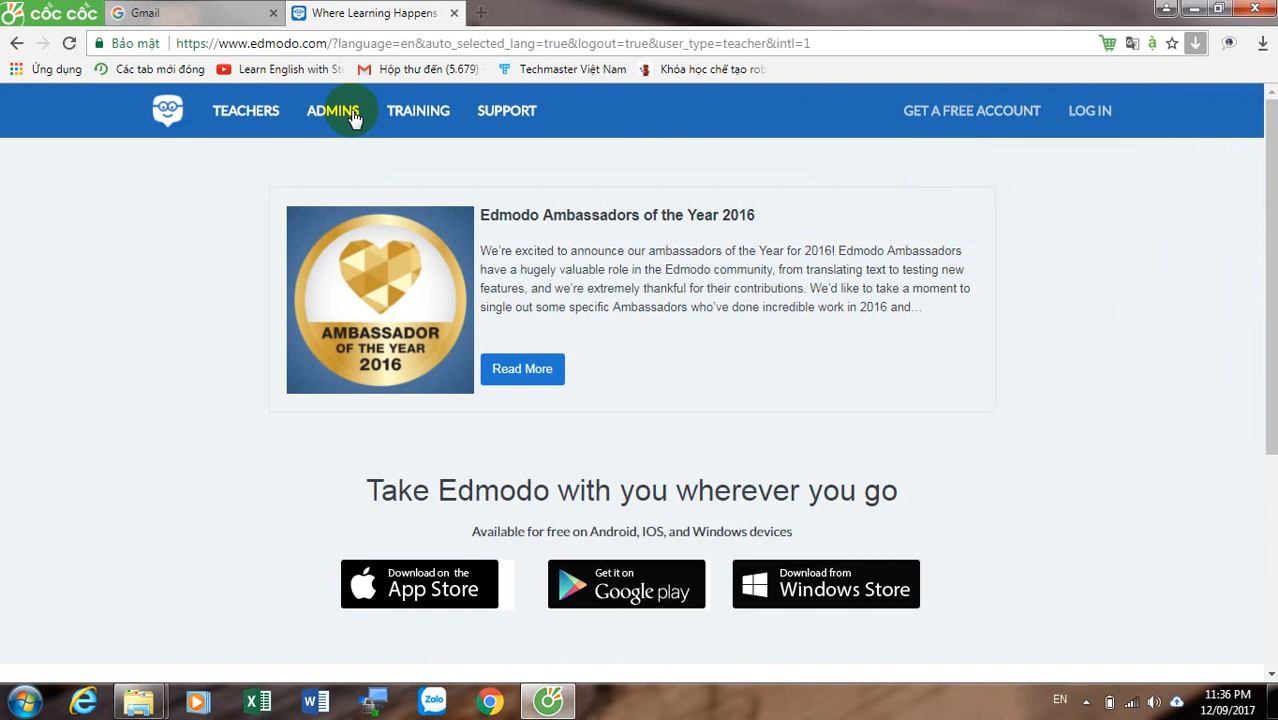 CỐC CỐC
Gmail
Where Learning Happens
Bảo mật
https://www.edmodo.com/?language=en&auto_selected_lang=true&logout=true&user_type=teacher&intl=1
Ứng dụng
Các tab mới đóng
Learn English with Ste
Hộp thư đến (5.679)
Techmaster Việt Nam
Khóa học chế tạo rob
TEACHERS
ADMINS
TRAINING
SUPPORT
GET A FREE ACCOUNT
LOG IN
AMBASSADOR
OF THE YEAR
2016
Edmodo Ambassadors of the Year 2016
We're excited to announce our ambassadors of the Year for 2016! Edmodo Ambassadors
have a hugely valuable role in the Edmodo community, from translating text to testing new
features, and we're extremely thankful for their contributions. We'd like to take a moment to
single out some specific Ambassadors who've done incredible work in 2016 and…
Read More
Take Edmodo with you wherever you go
Available for free on Android, IOS, and Windows devices
Download on the
App Store
Get it on
Google play
Download from
Windows Store
Zalo
EN
11:36 PM
12/09/2017